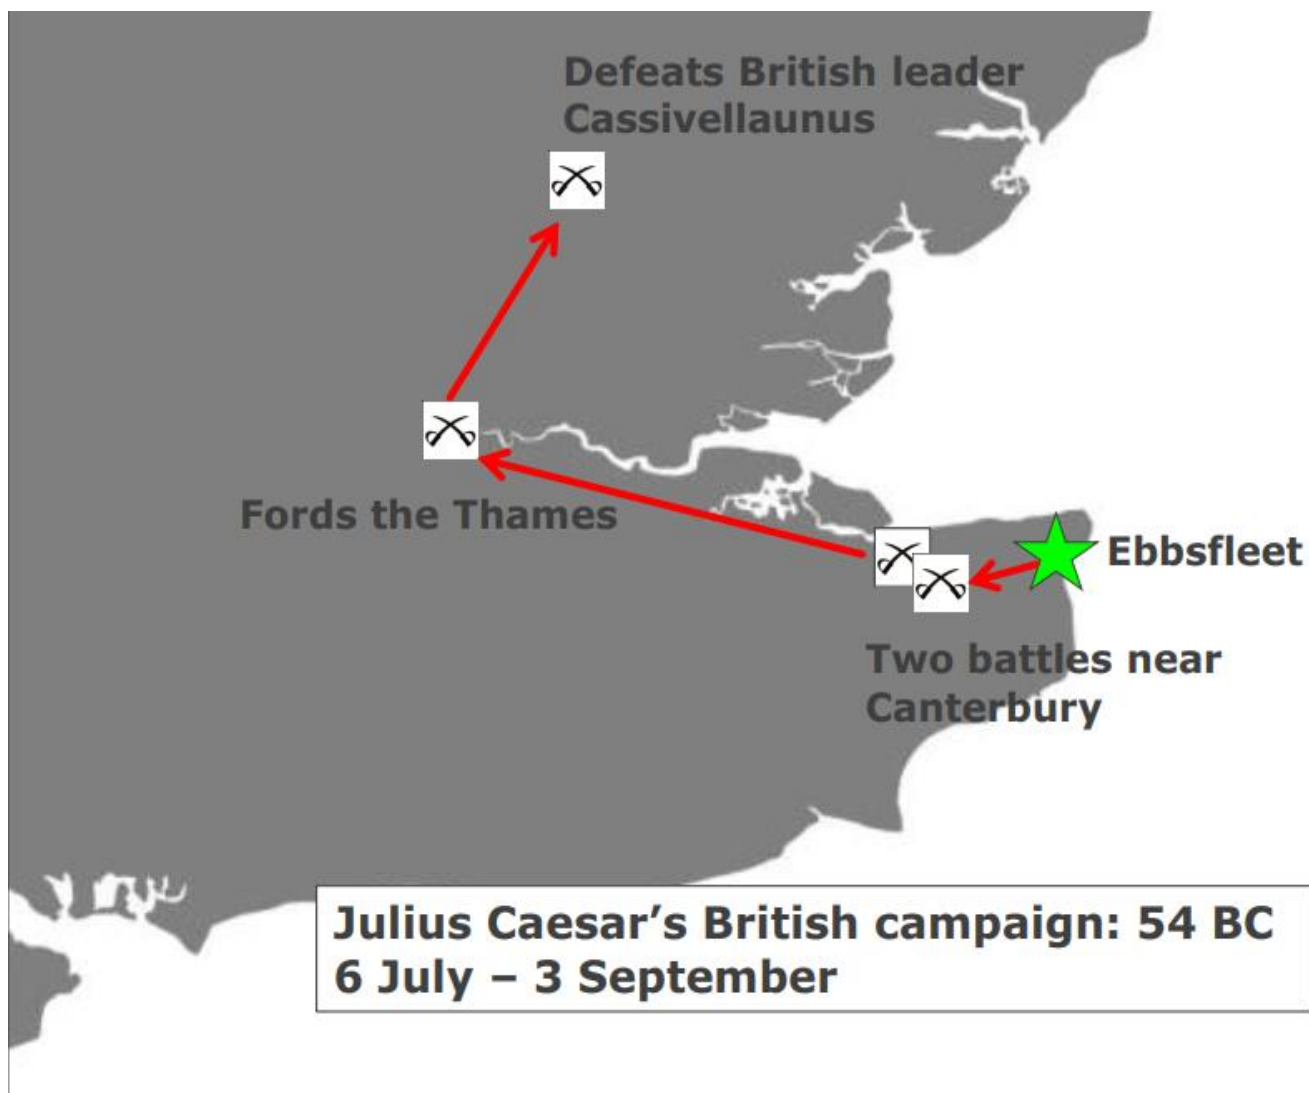 Defeats British leader
Cassivellaunus
Fords the Thames
Ebbsfleet
Two battles near
Canterbury
Julius Caesar’s British campaign: 54 BC
6 July – 3 September